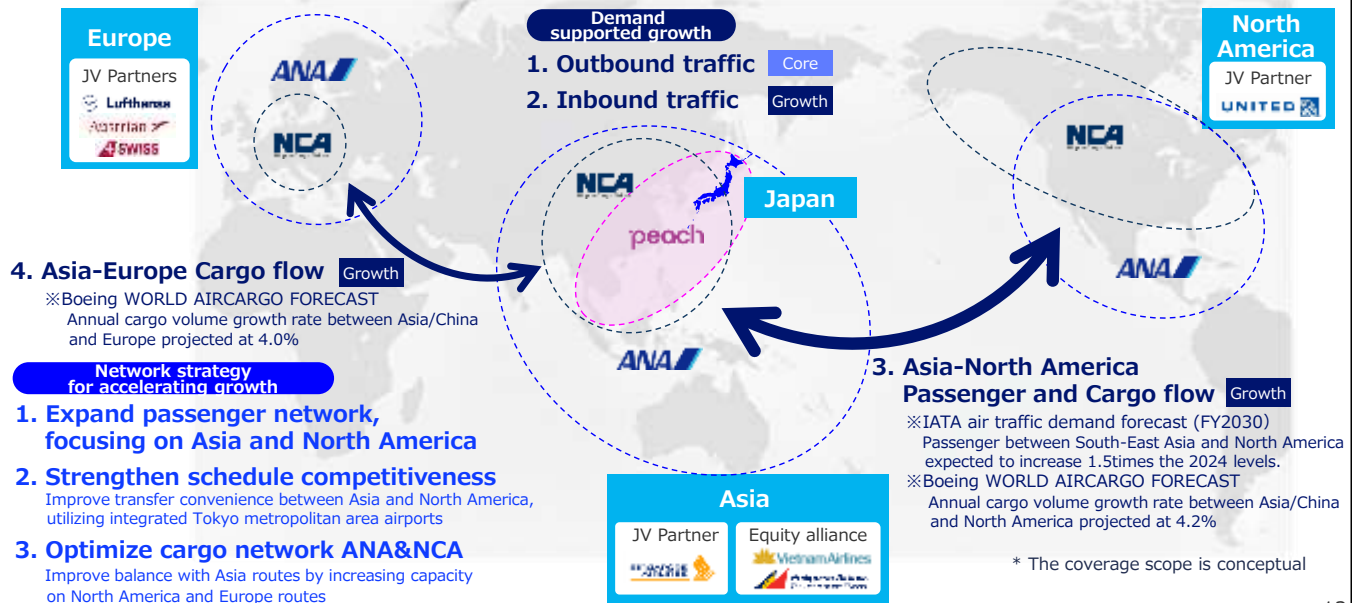 Europe
JV Partners
Lufthansa
Austrian
SWISS
ANA
NCA
Demand
supported growth
1. Outbound traffic Core
2. Inbound traffic Growth
North
America
JV Partner
UNITED
NCA
ANA
NCA
Japan
peach
ANA
4. Asia-Europe Cargo flow Growth
※Boeing WORLD AIRCARGO FORECAST
Annual cargo volume growth rate between Asia/China
and Europe projected at 4.0%
Network strategy
for accelerating growth
1. Expand passenger network,
focusing on Asia and North America
2. Strengthen schedule competitiveness
Improve transfer convenience between Asia and North America,
utilizing integrated Tokyo metropolitan area airports
3. Optimize cargo network ANA&NCA
Improve balance with Asia routes by increasing capacity
on North America and Europe routes
3. Asia-North America
Passenger and Cargo flow Growth
※IATA air traffic demand forecast (FY2030)
Passenger between South-East Asia and North America
expected to increase 1.5times the 2024 levels.
※Boeing WORLD AIRCARGO FORECAST
Annual cargo volume growth rate between Asia/China
and North America projected at 4.2%
Asia
JV Partner
Equity alliance
Vietnam Airlines
* The coverage scope is conceptual